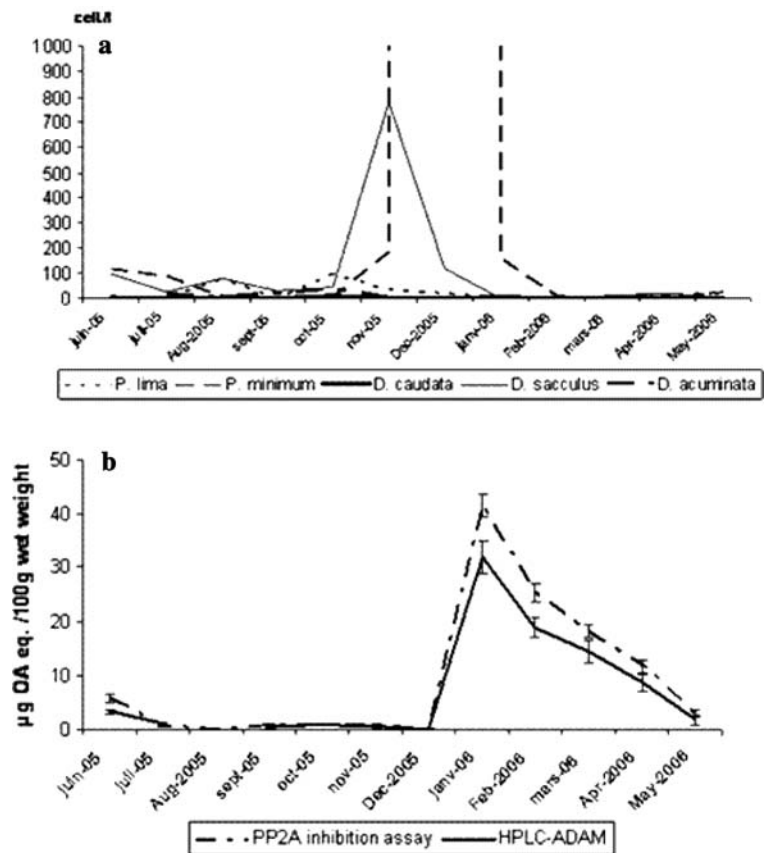 cell/l
a
1 000
900
800
700
600
500
400
300
200
100
0
juin-05
Juil-05
Aug-2005
sept-05
oct-05
nov-05
Dec-2005
janv-06
Feb-2006
mars-06
Apr-2006
May-2006
P. lima P. minimum D. caudata D. sacculus D. acuminata
b
µg OA eq. /100g wet weight
50
40
30
20
10
0
juin-05
juil-05
Aug-2005
sept-05
oct-05
nov-05
Dec-2005
janv-06
Feb-2006
mars-06
Apr-2006
May-2006
PP2A inhibition assay HPLC-ADAM